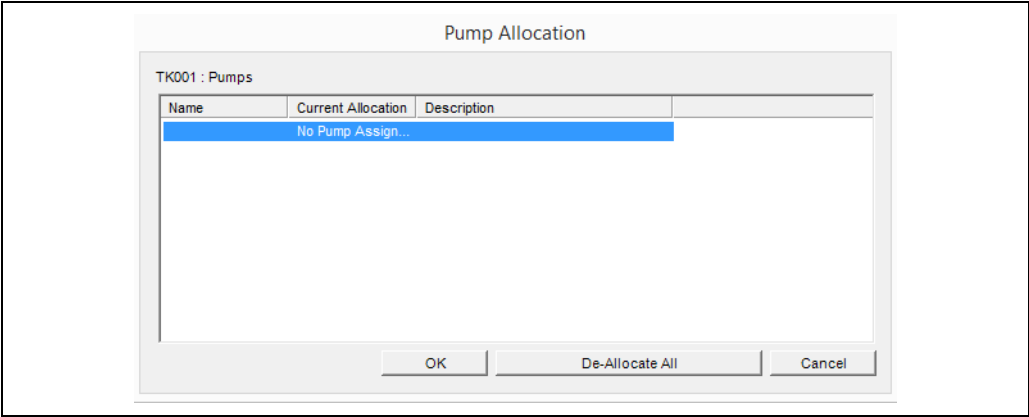 Pump Allocation
TK001 : Pumps
Name Current Allocation Description
No Pump Assign...
OK De-Allocate All Cancel